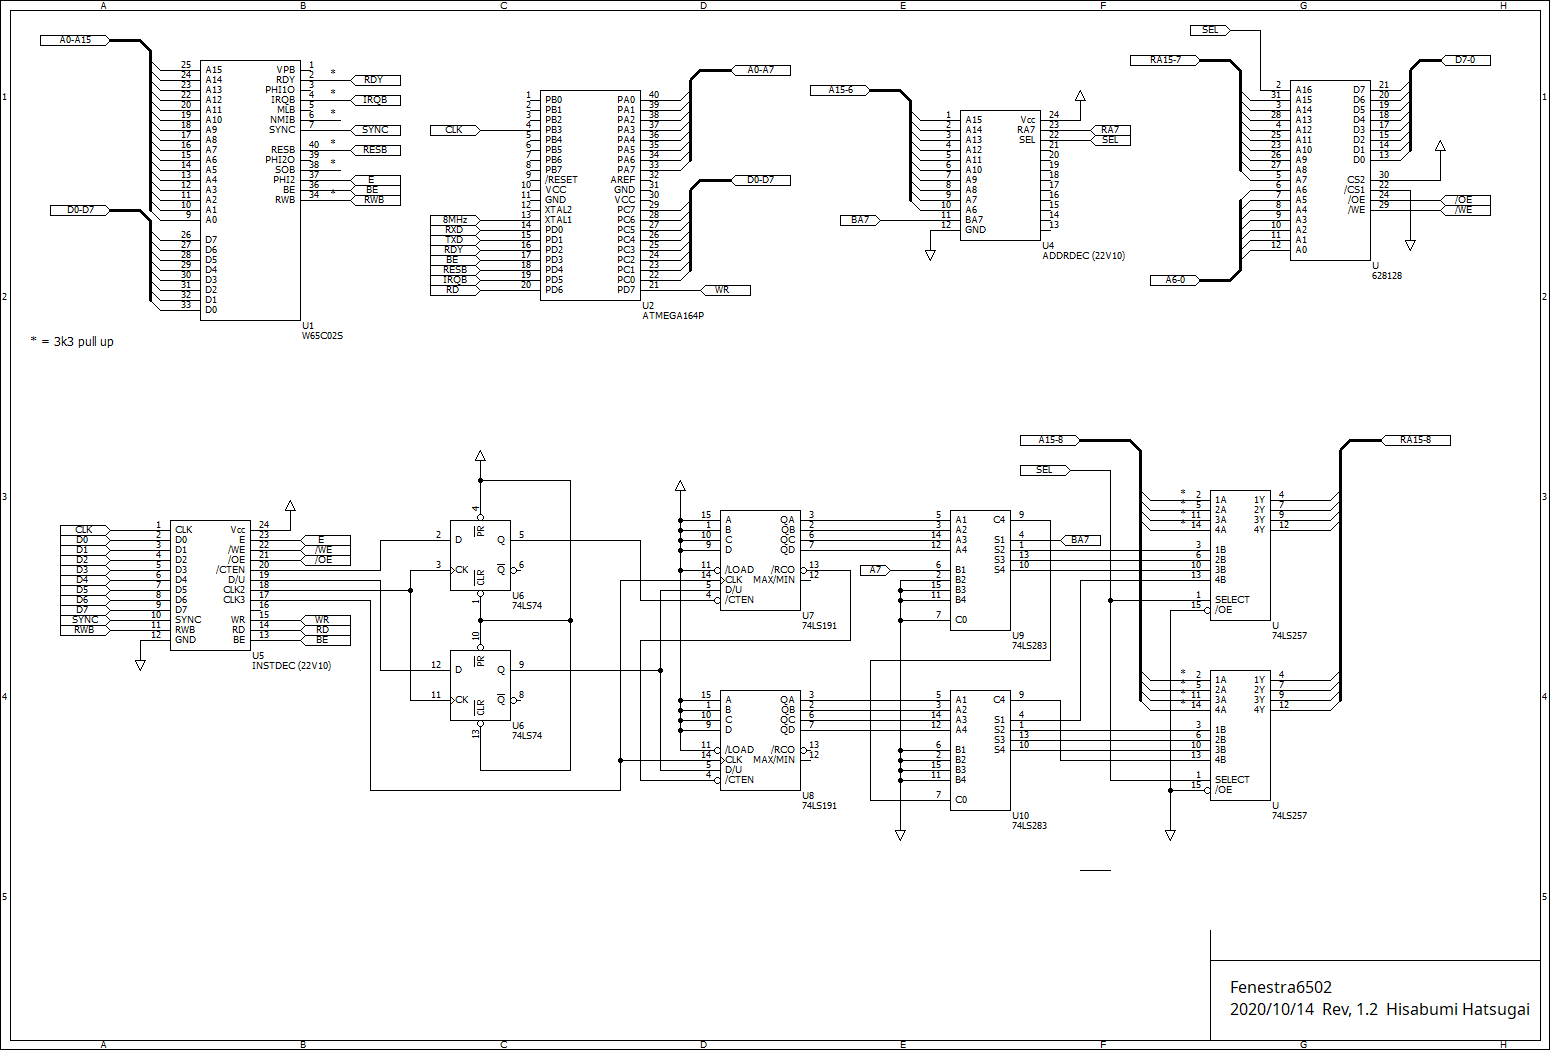 A B C D E F G H
1 2 3 4 5
A0-A15
25 A15
24 A14
23 A13
22 A12
20 A11
19 A10
18 A9
17 A8
16 A7
15 A6
14 A5
13 A4
12 A3
11 A2
10 A1
9 A0
D0-D7
26 D7
27 D6
28 D5
29 D4
30 D3
31 D2
32 D1
33 D0
VPB 1
RDY 2 * RDY
PHI1O 3
IRQB 4 * IRQB
MLB 5
NMIB 6 *
SYNC 7 SYNC
RESB 40 * RESB
PHI2O 39
SOB 38 *
PHI2 37 E
BE 36 BE
RWB 34 * RWB
U1
W65C02S
* = 3k3 pull up
1 PB0
2 PB1
3 PB2
CLK 4 PB3
5 PB4
6 PB5
7 PB6
8 PB7
9 /RESET
10 VCC
11 GND
12 XTAL2
8MHz 13 XTAL1
RXD 14 PD0
TXD 15 PD1
RDY 16 PD2
BE 17 PD3
RESB 18 PD4
IRQB 19 PD5
RD 20 PD6
PA0 40
PA1 39
PA2 38
PA3 37
PA4 36
PA5 35
PA6 34
PA7 33
AREF 32
GND 31
VCC 30
PC7 29
PC6 28
PC5 27
PC4 26
PC3 25
PC2 24
PC1 23
PC0 22
PD7 21 WR
A0-A7
D0-D7
U2
ATMEGA164P
A15-6
1 A15
2 A14
3 A13
4 A12
5 A11
6 A10
7 A9
8 A8
9 A7
10 A6
BA7 11 BA7
12 GND
Vcc 24
RA7 23 RA7
SEL 22 SEL
21
20
19
18
17
16
15
14
13
U4
ADDRDEC (22V10)
SEL
RA15-7
2 A16
31 A15
3 A14
28 A13
4 A12
25 A11
23 A10
26 A9
27 A8
5 A7
6 A6
7 A5
8 A4
9 A3
10 A2
11 A1
12 A0
A6-0
D7-0
D7 21
D6 20
D5 19
D4 18
D3 17
D2 15
D1 14
D0 13
CS2 30
/CS1 22
/OE 24 /OE
/WE 29 /WE
U
628128
CLK 1 CLK
D0 2 D0
D1 3 D1
D2 4 D2
D3 5 D3
D4 6 D4
D5 7 D5
D6 8 D6
D7 9 D7
SYNC 10 SYNC
RWB 11 RWB
12 GND
Vcc 24
E 23 E
/WE 22 /WE
/OE 21 /OE
/CTEN 20
D/U 19
CLK2 18
CLK3 17
16
WR 15 WR
RD 14 RD
BE 13 BE
U5
INSTDEC (22V10)
4 PR
2 D Q 5
3 CK Q 6
CLR 1
U6
74LS74
10 PR
12 D Q 9
11 CK Q 8
CLR 13
U6
74LS74
15 A QA 3
1 B QB 2
10 C QC 6
9 D QD 7
11 /LOAD /RCO 13
14 CLK MAX/MIN 12
5 D/U
4 /CTEN
U7
74LS191
15 A QA 3
1 B QB 2
10 C QC 6
9 D QD 7
11 /LOAD /RCO 13
14 CLK MAX/MIN 12
5 D/U
4 /CTEN
U8
74LS191
5 A1 C4 9
3 A2
14 A3 S1 4 BA7
12 A4 S2 1
S3 13
A7 6 B1 S4 10
2 B2
15 B3
11 B4
7 C0
U9
74LS283
5 A1 C4 9
3 A2
14 A3 S1 4
12 A4 S2 1
S3 13
6 B1 S4 10
2 B2
15 B3
11 B4
7 C0
U10
74LS283
A15-8
SEL
RA15-8
* 2 1A 1Y 4
* 5 2A 2Y 7
* 11 3A 3Y 9
* 14 4A 4Y 12
3 1B
6 2B
10 3B
13 4B
1 SELECT
15 /OE
U
74LS257
* 2 1A 1Y 4
* 5 2A 2Y 7
* 11 3A 3Y 9
* 14 4A 4Y 12
3 1B
6 2B
10 3B
13 4B
1 SELECT
15 /OE
U
74LS257
Fenestra6502
2020/10/14 Rev, 1.2 Hisabumi Hatsugai
1 2 3 4 5
A B C D E F G H